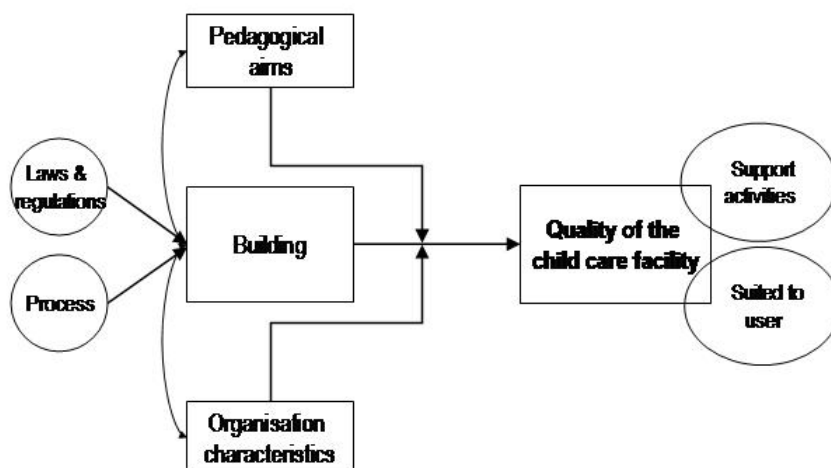 Pedagogical
aims
Laws &
regulations
Building
Process
Organisation
characteristics
Quality of the
child care facility
Support
activities
Suited to
user